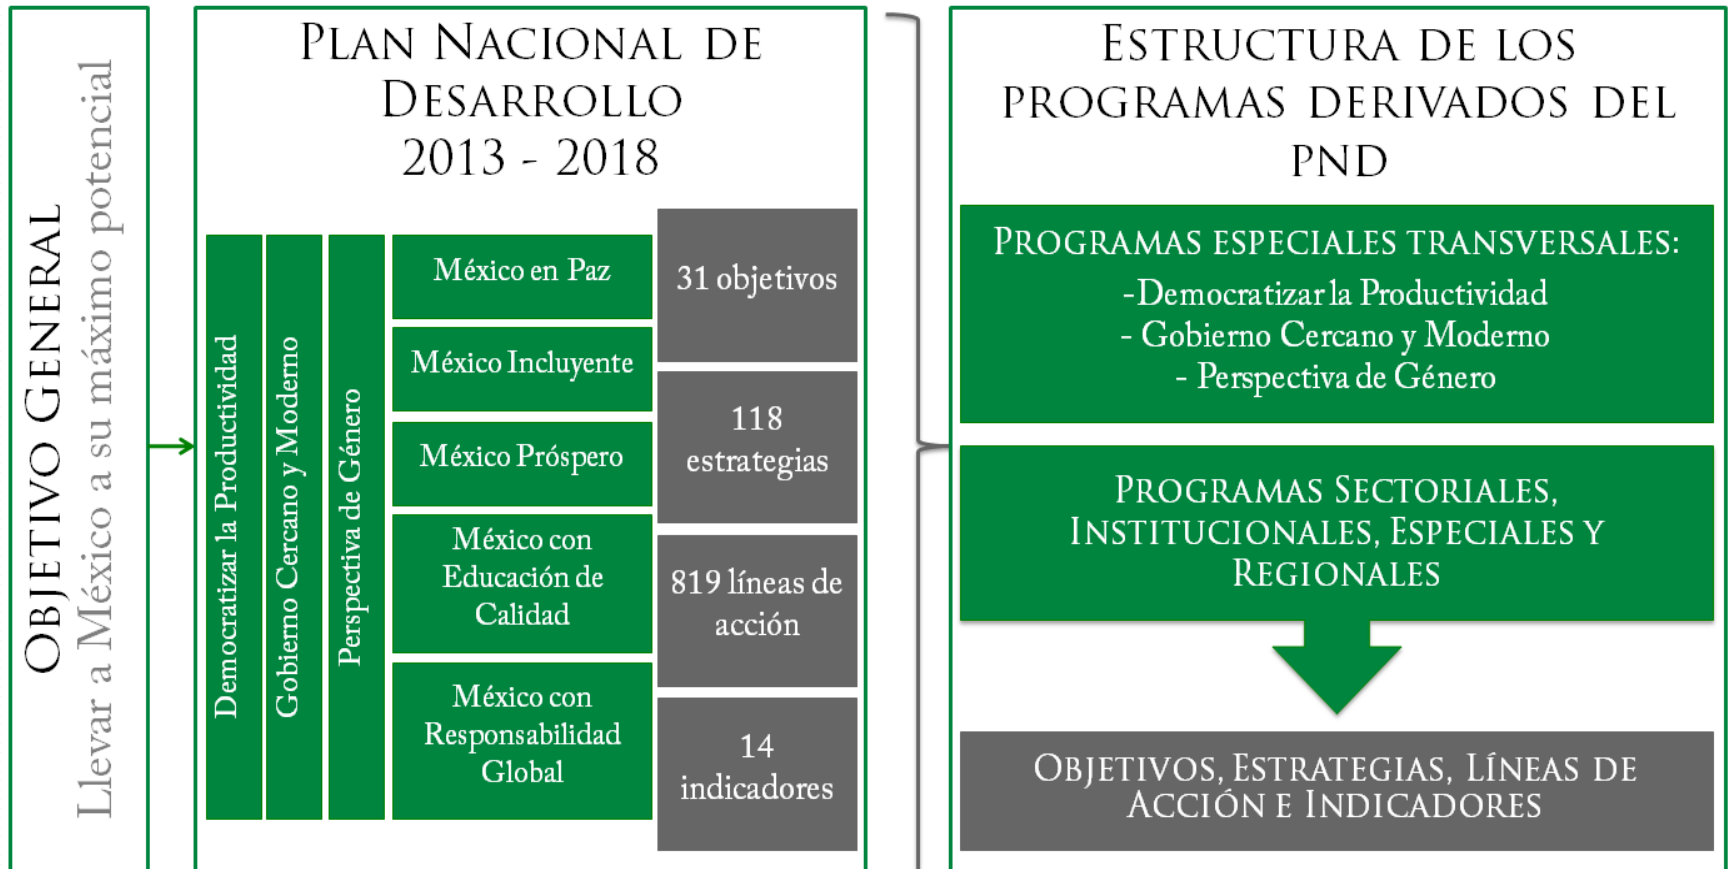 OBJETIVO GENERAL
Llevar a México a su máximo potencial
PLAN NACIONAL DE
DESARROLLO
2013 - 2018
Democratizar la Productividad
Gobierno Cercano y Moderno
Perspectiva de Género
México en Paz
México Incluyente
México Próspero
México con
Educación de
Calidad
México con
Responsabilidad
Global
31 objetivos
118
estrategias
819 líneas de
acción
14
indicadores
ESTRUCTURA DE LOS
PROGRAMAS DERIVADOS DEL
PND
PROGRAMAS ESPECIALES TRANSVERSALES:
-Democratizar la Productividad
- Gobierno Cercano y Moderno
- Perspectiva de Género
PROGRAMAS SECTORIALES,
INSTITUCIONALES, ESPECIALES Y
REGIONALES
OBJETIVOS, ESTRATEGIAS, LÍNEAS DE
ACCIÓN E INDICADORES